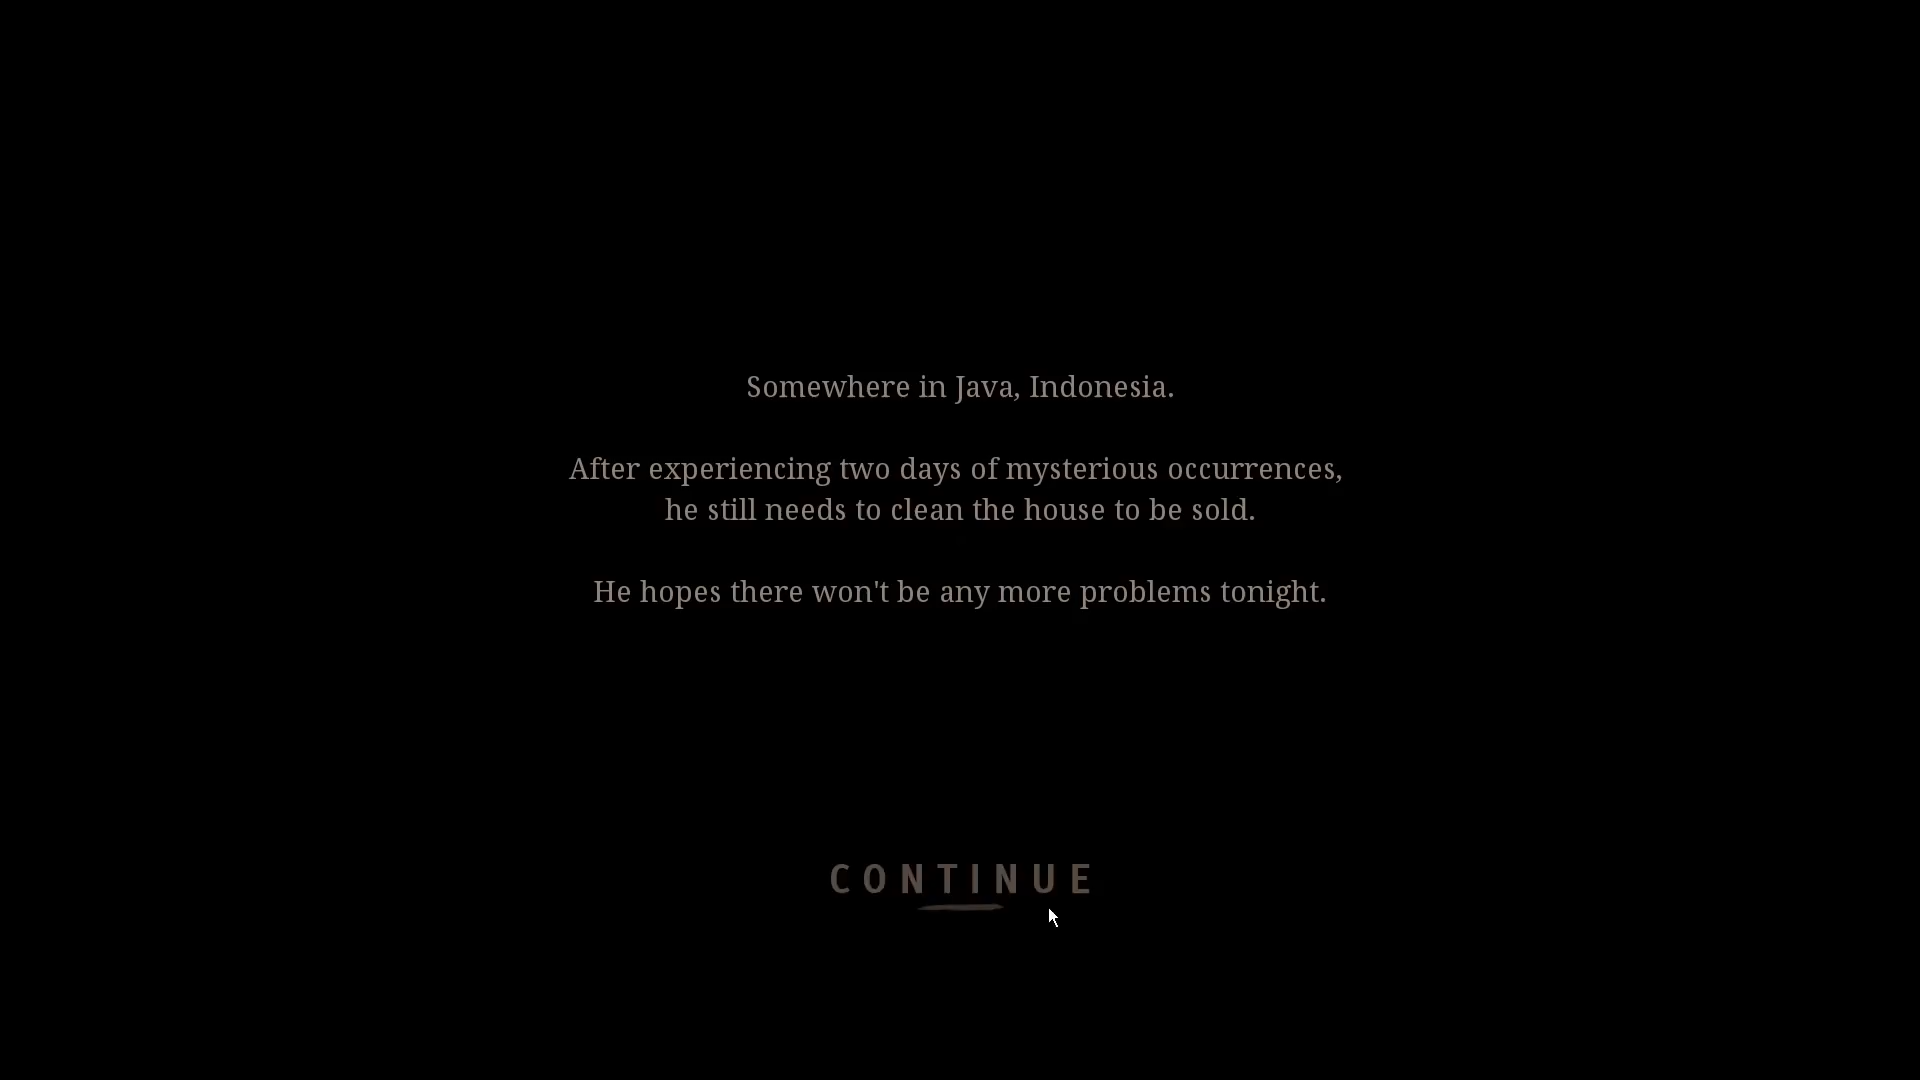 Somewhere in Java, Indonesia.
After experiencing two days of mysterious occurrences,
he still needs to clean the house to be sold.
He hopes there won't be any more problems tonight.
CONTINUE